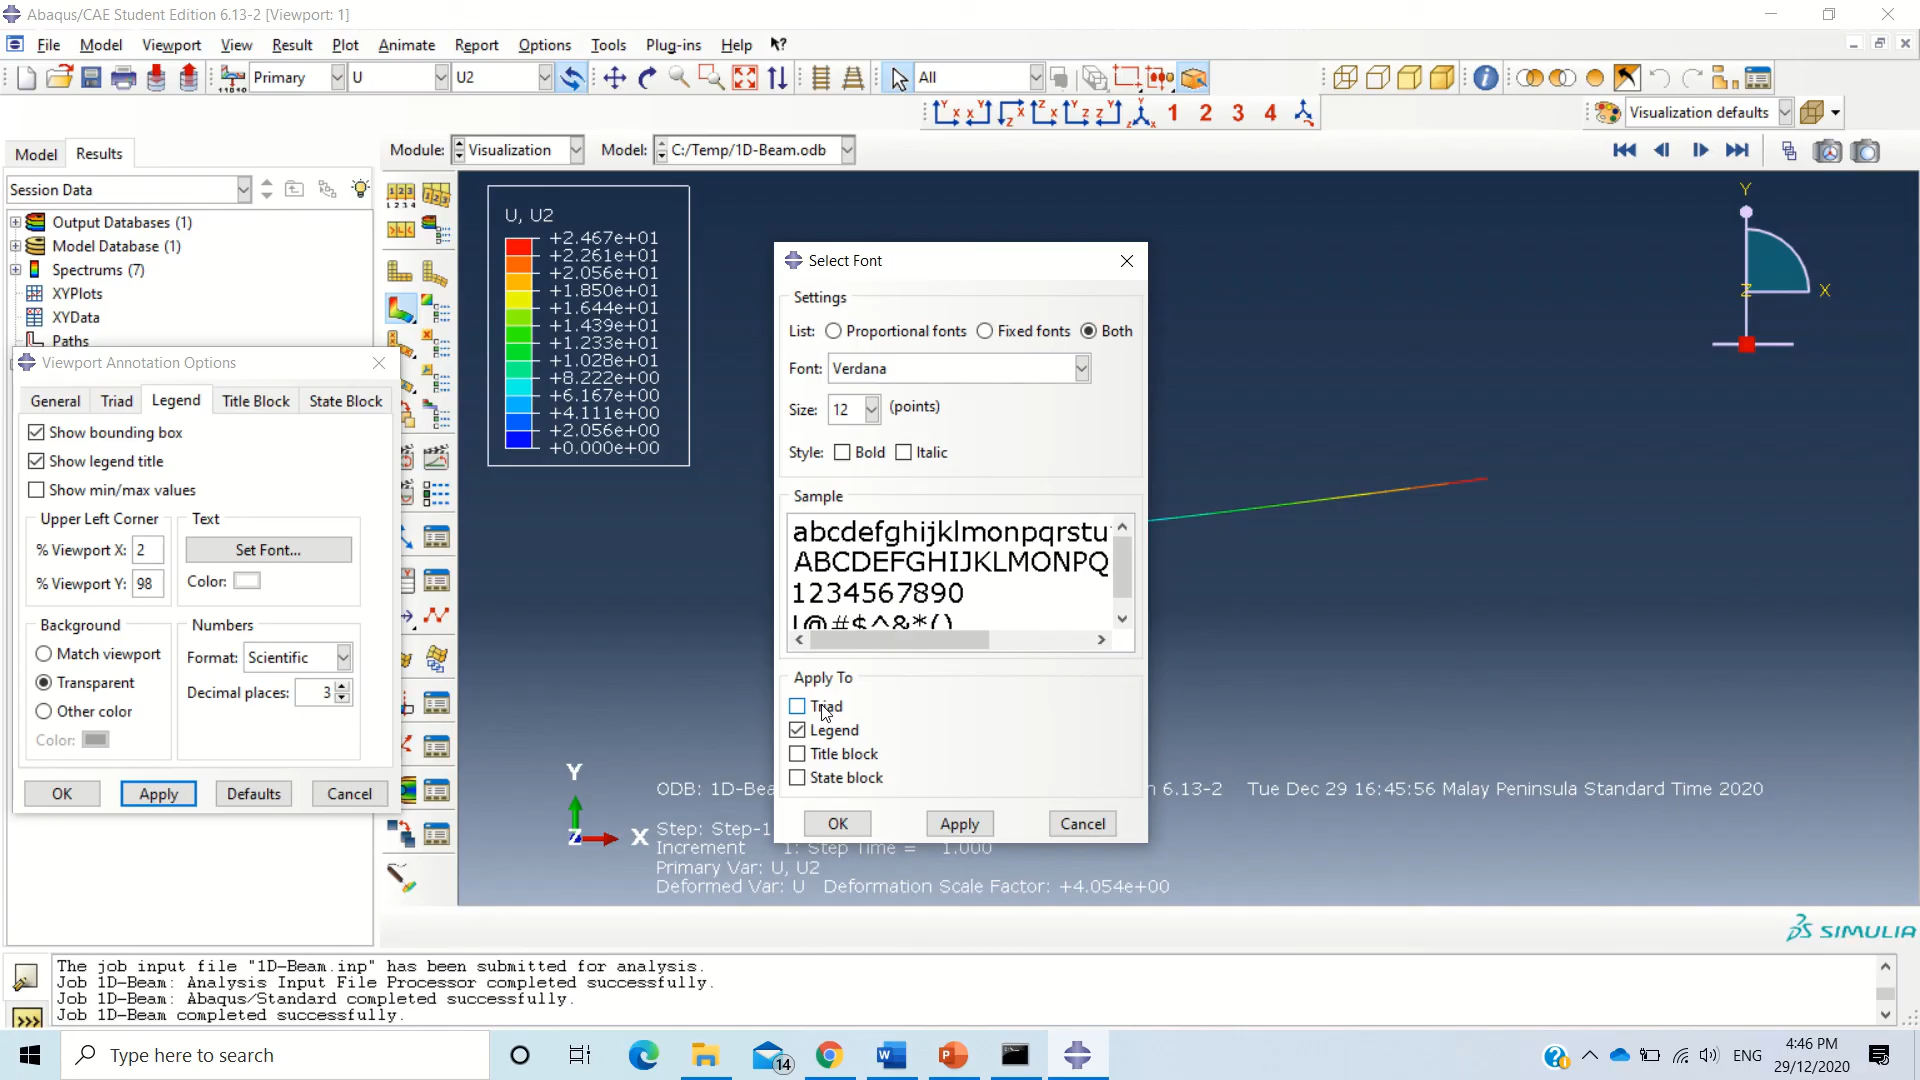 Abaqus/CAE Student Edition 6.13-2 [Viewport: 1]
File Model Viewport View Result Plot Animate Report Options Tools Plug-ins Help
Primary U U2 All
1 2 3 4 Visualization defaults
Model Results Module: Visualization Model: C:/Temp/1D-Beam.odb
Session Data
Output Databases (1)
Model Database (1)
Spectrums (7)
XYPlots
XYData
Paths
Viewport Annotation Options
General Triad Legend Title Block State Block
Show bounding box
Show legend title
Show min/max values
Upper Left Corner
% Viewport X: 2
% Viewport Y: 98
Text
Set Font...
Color:
Background
Match viewport
Transparent
Other color
Color:
Numbers
Format: Scientific
Decimal places: 3
OK Apply Defaults Cancel
U, U2
+2.467e+01
+2.261e+01
+2.056e+01
+1.850e+01
+1.644e+01
+1.439e+01
+1.233e+01
+1.028e+01
+8.222e+00
+6.167e+00
+4.111e+00
+2.056e+00
+0.000e+00
Select Font
Settings
List: Proportional fonts Fixed fonts Both
Font: Verdana
Size: 12 (points)
Style: Bold Italic
Sample
abcdefghijklmonpqrstu
ABCDEFGHIJKLMONPQ
1234567890
!@#$^&*()
Apply To
Triad
Legend
Title block
State block
OK Apply Cancel
Y
Z X
Y
Z X
ODB: 1D-Bea n 6.13-2 Tue Dec 29 16:45:56 Malay Peninsula Standard Time 2020
Step: Step-1
Increment 1: Step Time = 1.000
Primary Var: U, U2
Deformed Var: U Deformation Scale Factor: +4.054e+00
SIMULIA
The job input file "1D-Beam.inp" has been submitted for analysis.
Job 1D-Beam: Analysis Input File Processor completed successfully.
Job 1D-Beam: Abaqus/Standard completed successfully.
Job 1D-Beam completed successfully.
Type here to search 14 ENG 4:46 PM
29/12/2020